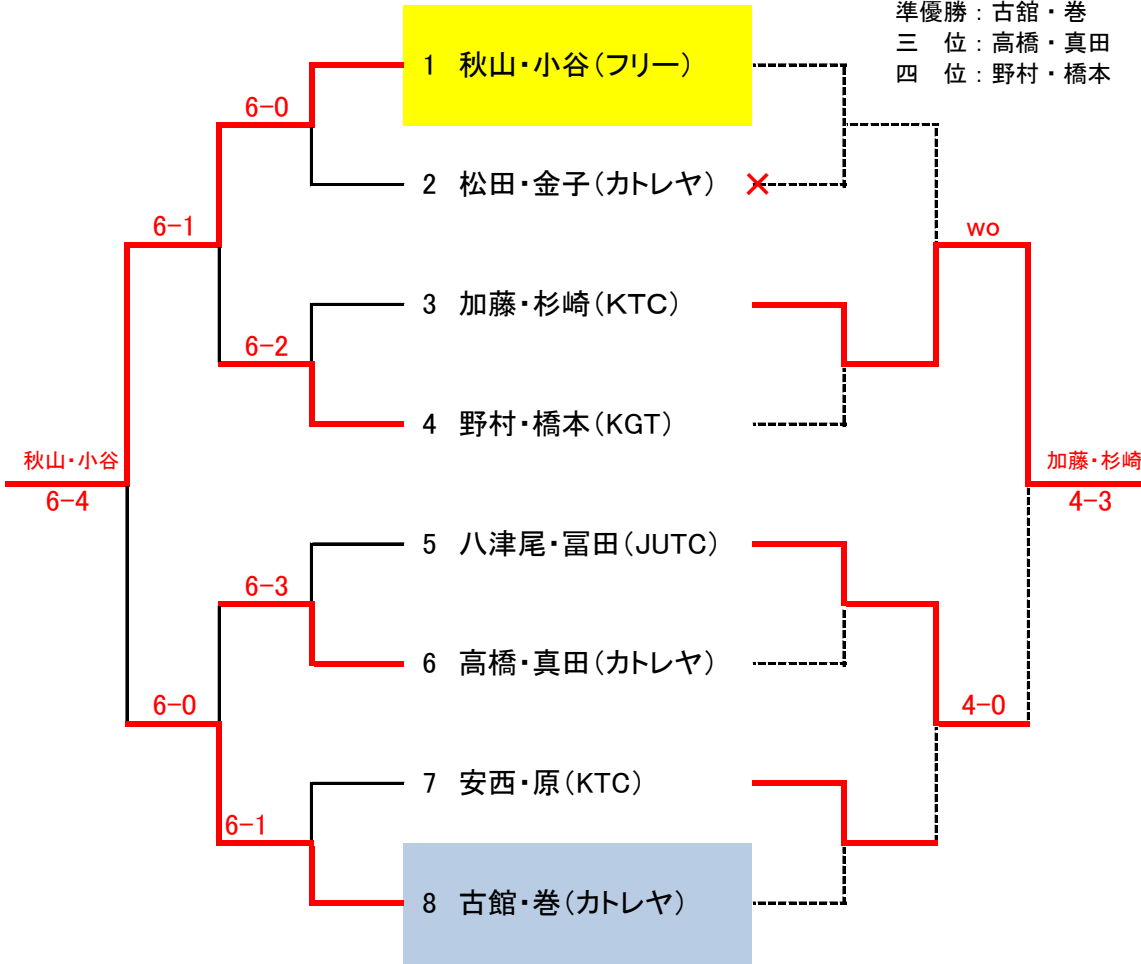 準優勝：古舘・巻
三　位：高橋・真田
四　位：野村・橋本
1 秋山・小谷(フリー)
6-0
2 松田・金子(カトレヤ) ×
6-1
wo
3 加藤・杉崎(KTC)
6-2
4 野村・橋本(KGT)
秋山・小谷
6-4
加藤・杉崎
4-3
5 八津尾・冨田(JUTC)
6-3
6 高橋・真田(カトレヤ)
6-0
4-0
7 安西・原(KTC)
6-1
8 古館・巻(カトレヤ)